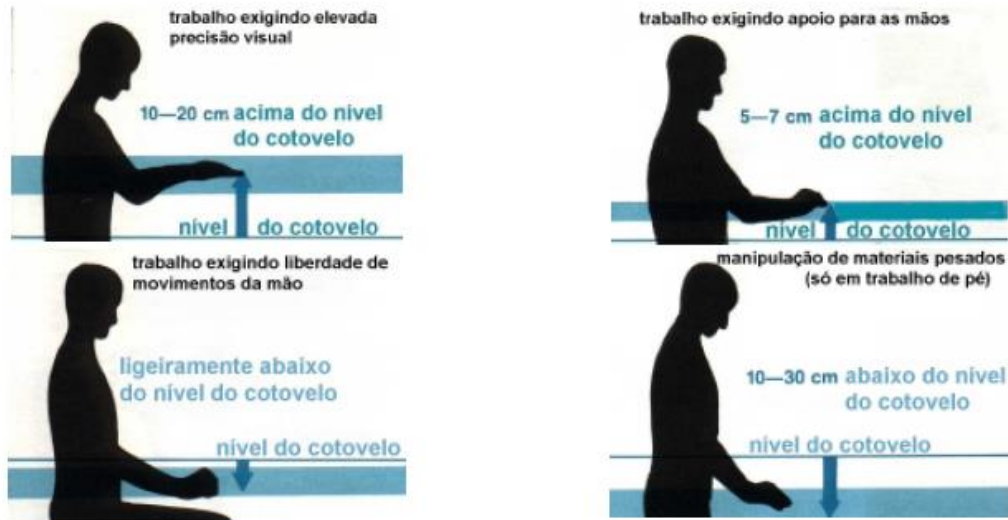 trabalho exigindo elevada
precisão visual
10—20 cm acima do nível
do cotovelo
nível do cotovelo
trabalho exigindo apoio para as mãos
5—7 cm acima do nível
do cotovelo
nível do cotovelo
trabalho exigindo liberdade de
movimentos da mão
ligeiramente abaixo
do nível do cotovelo
nível do cotovelo
manipulação de materiais pesados
(só em trabalho de pé)
10—30 cm abaixo do nível
do cotovelo
nível do cotovelo